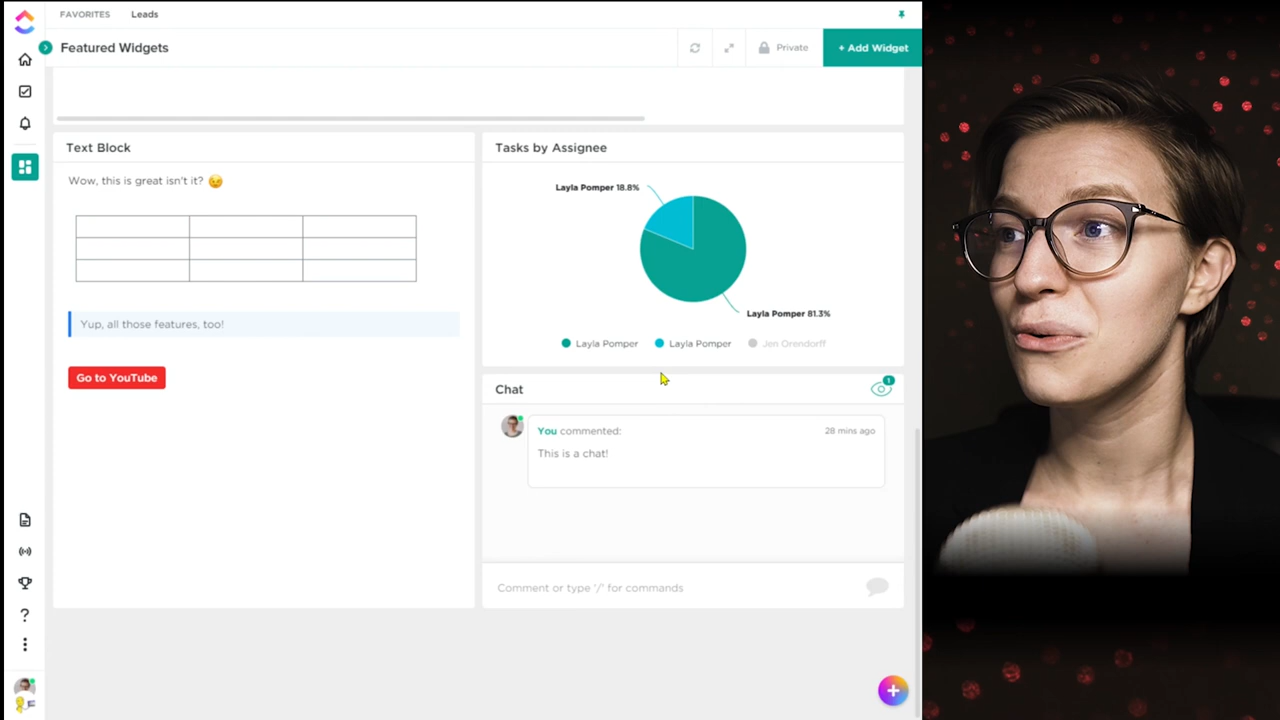 FAVORITES Leads
Featured Widgets
Private
+ Add Widget
Text Block
Wow, this is great isn't it? 😉
Yup, all those features, too!
Go to YouTube
Tasks by Assignee
Layla Pomper 18.8%
Layla Pomper 81.3%
Layla Pomper Layla Pomper Jen Orendorff
Chat
1
You commented:
28 mins ago
This is a chat!
Comment or type '/' for commands